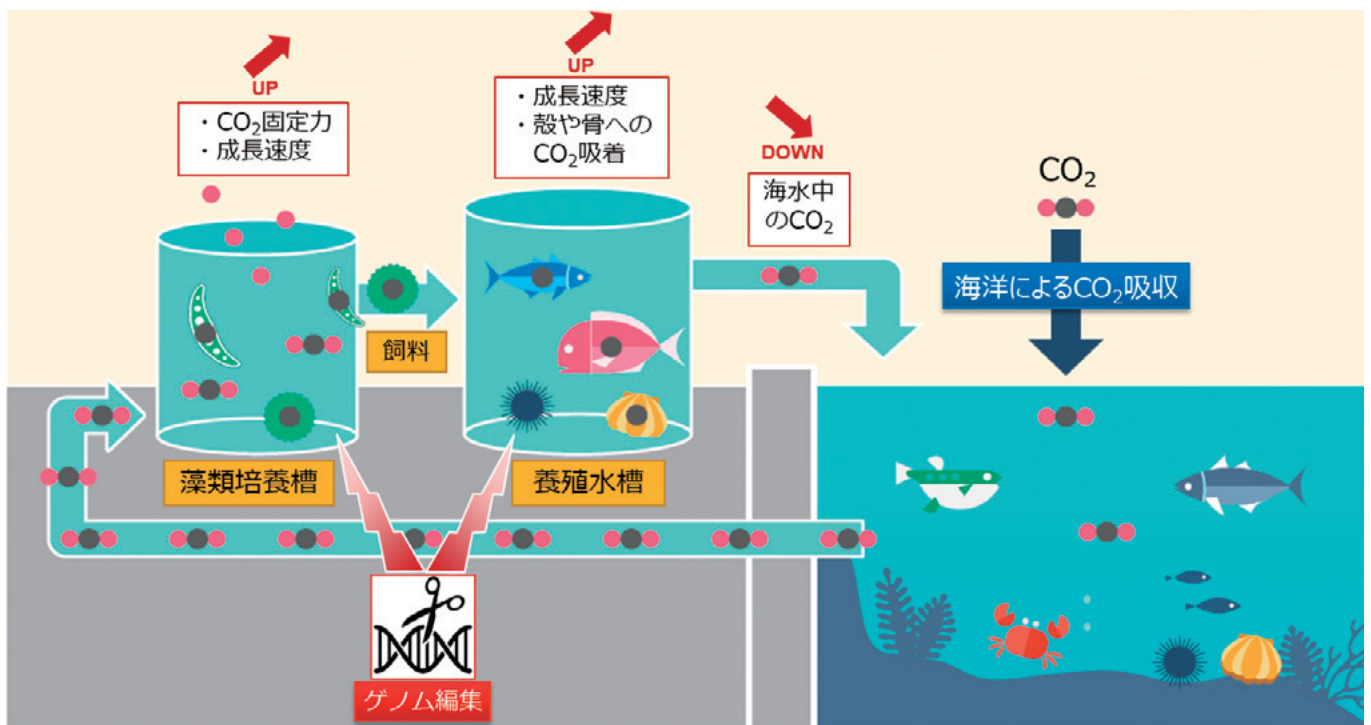 UP
・CO₂固定力
・成長速度
UP
・成長速度
・殻や骨への
CO₂吸着
DOWN
海水中
のCO₂
CO₂
海洋によるCO₂吸収
飼料
藻類培養槽
養殖水槽
ゲノム編集